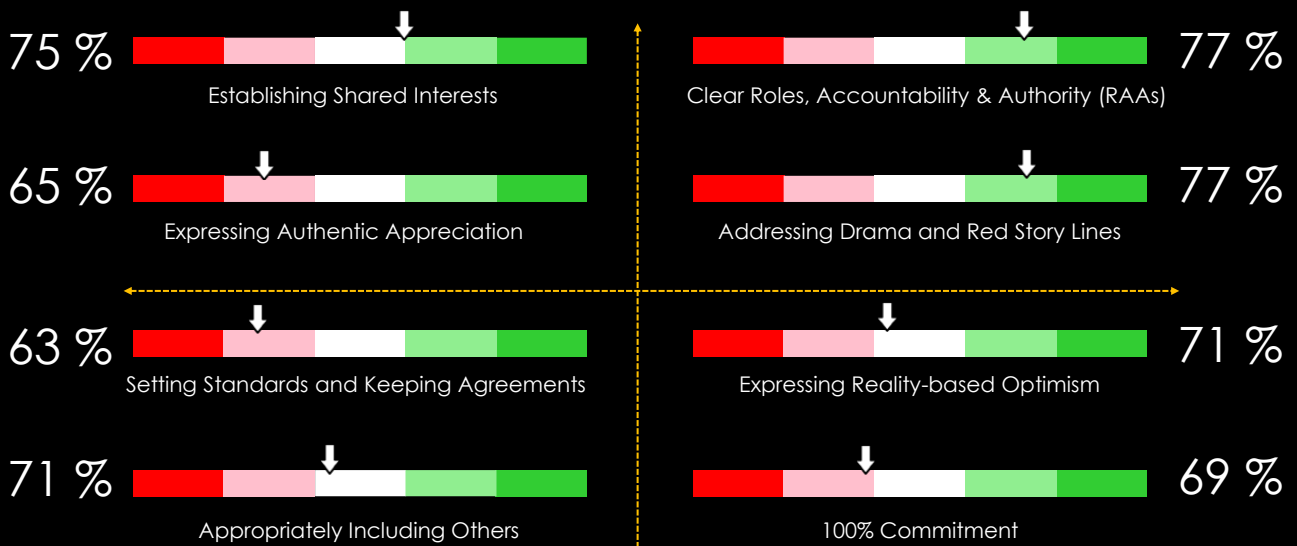 75 %
Establishing Shared Interests
65 %
Expressing Authentic Appreciation
63 %
Setting Standards and Keeping Agreements
71 %
Appropriately Including Others
77 %
Clear Roles, Accountability & Authority (RAAs)
77 %
Addressing Drama and Red Story Lines
71 %
Expressing Reality-based Optimism
69 %
100% Commitment